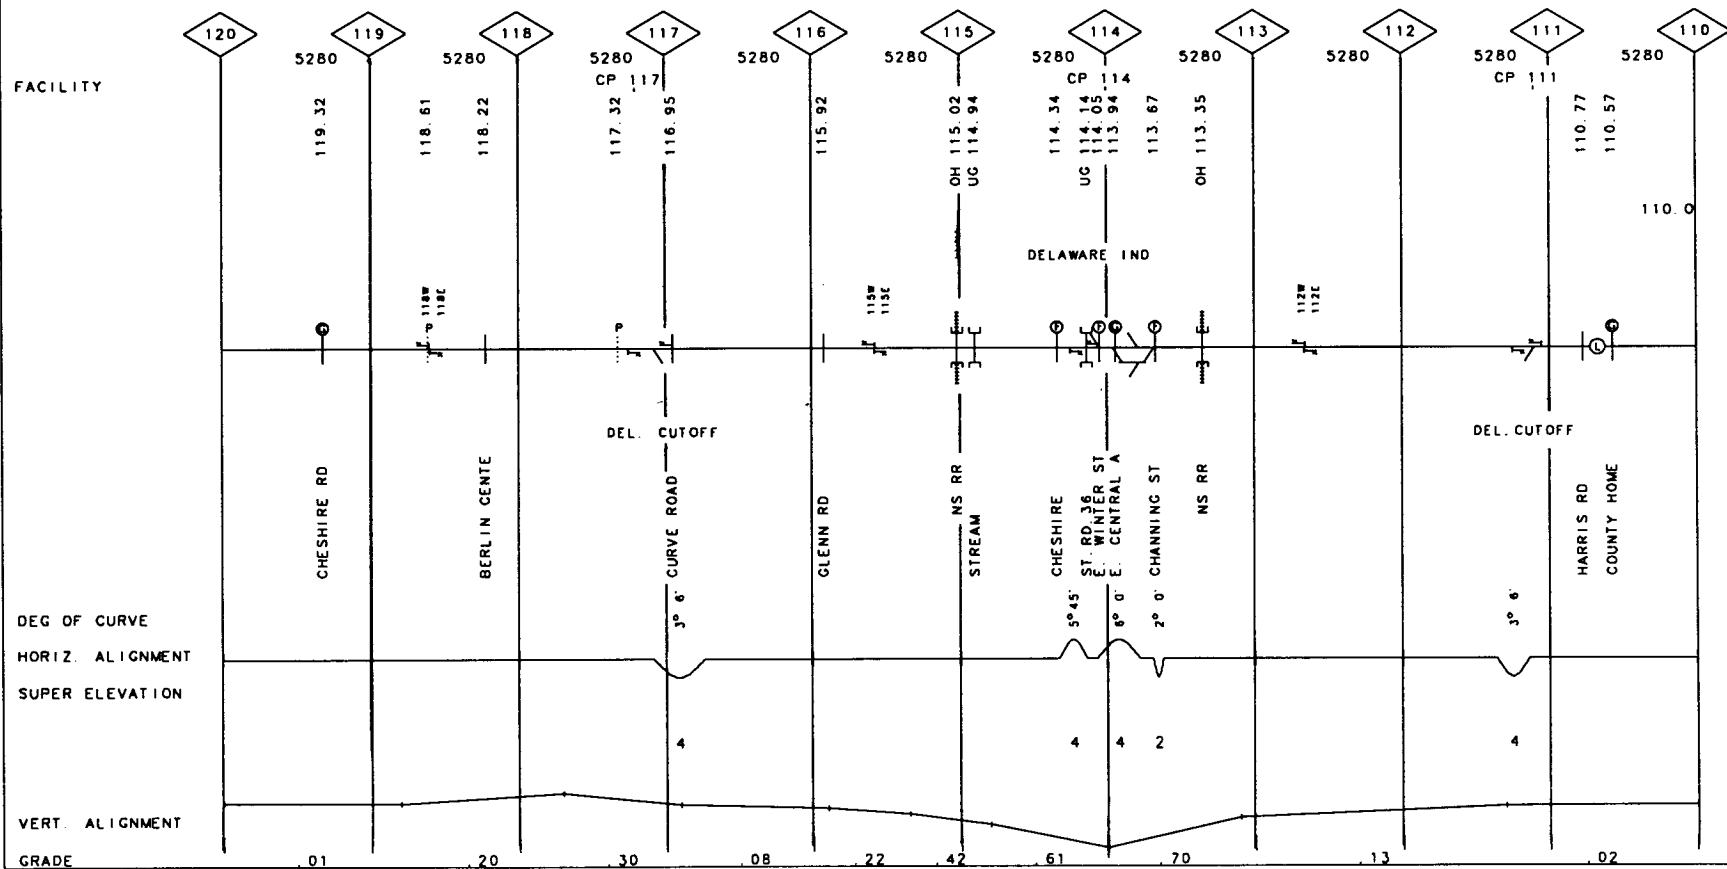 120 119 118 117 116 115 114 113 112 111 110
5280 5280 5280 5280 5280 5280 5280 5280 5280 5280
FACILITY
CP 117 CP 114 CP 111
119.32
118.61
118.22
117.32
116.95
115.92
OH 115.02
UG 114.94
114.34
UG 114.14
114.05
113.94
113.67
OH 113.35
110.77
110.57
110.0
DELAWARE IND
118W
118E
115W
115E
112W
112E
P P
G F F G F G
L
DEL. CUTOFF
DEL. CUTOFF
CHESHIRE RD
BERLIN CENTE
CURVE ROAD
GLENN RD
NS RR
STREAM
CHESHIRE
ST. RD. 36
E. WINTER ST
E. CENTRAL A
CHANNING ST
NS RR
HARRIS RD
COUNTY HOME
DEG OF CURVE
3° 6' 5°45' 6° 0' 2° 0' 3° 6'
HORIZ. ALIGNMENT
SUPER ELEVATION
4 4 4 2 4
VERT. ALIGNMENT
GRADE .01 .20 .30 .08 .22 .42 .61 .70 .13 .02